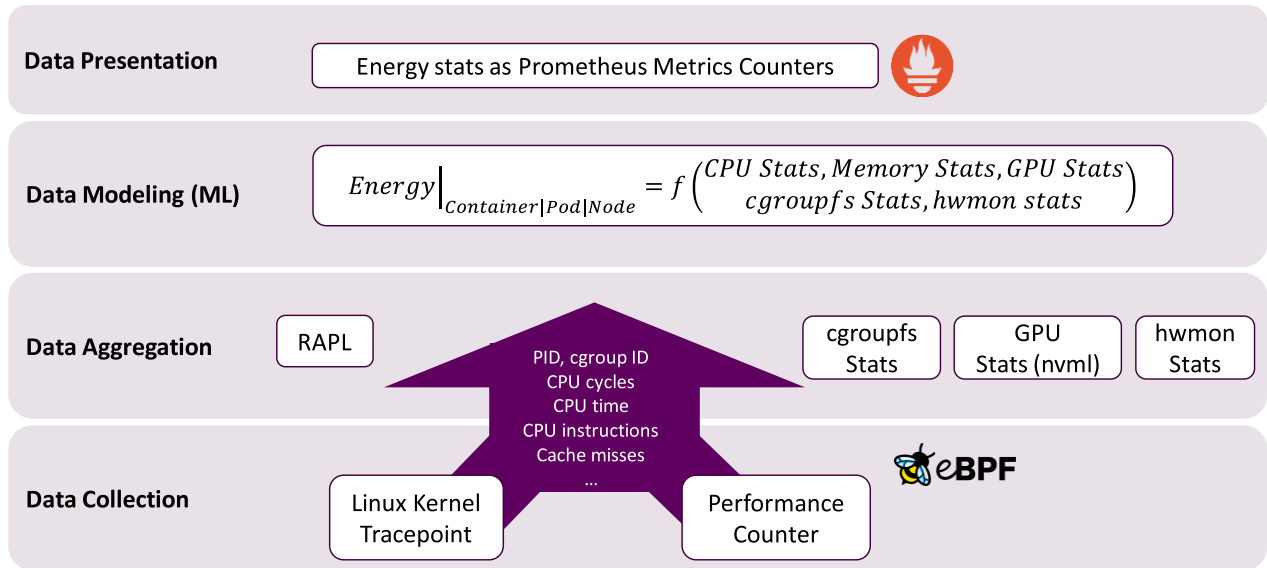 Data Presentation
Energy stats as Prometheus Metrics Counters
Data Modeling (ML)
Energy|Container|Pod|Node = f(CPU Stats, Memory Stats, GPU Stats
cgroupfs Stats, hwmon stats)
Data Aggregation
RAPL
PID, cgroup ID
CPU cycles
CPU time
CPU instructions
Cache misses
...
cgroupfs
Stats
GPU
Stats (nvml)
hwmon
Stats
Data Collection
Linux Kernel
Tracepoint
Performance
Counter
eBPF